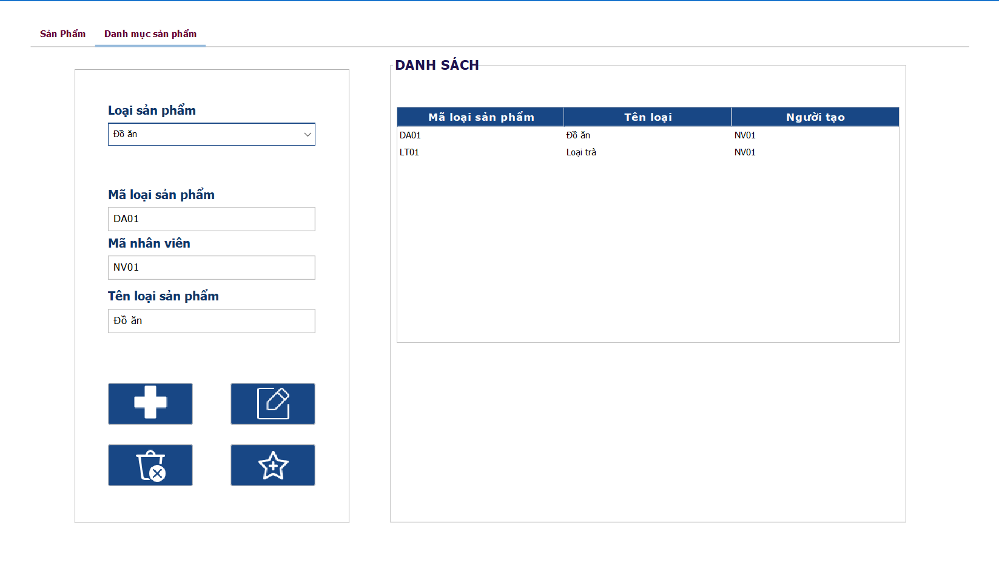 Sản Phẩm
Danh mục sản phẩm
Loại sản phẩm
Đồ ăn
Mã loại sản phẩm
DA01
Mã nhân viên
NV01
Tên loại sản phẩm
Đồ ăn
DANH SÁCH
Mã loại sản phẩm Tên loại Người tạo
DA01 Đồ ăn NV01
LT01 Loại trà NV01